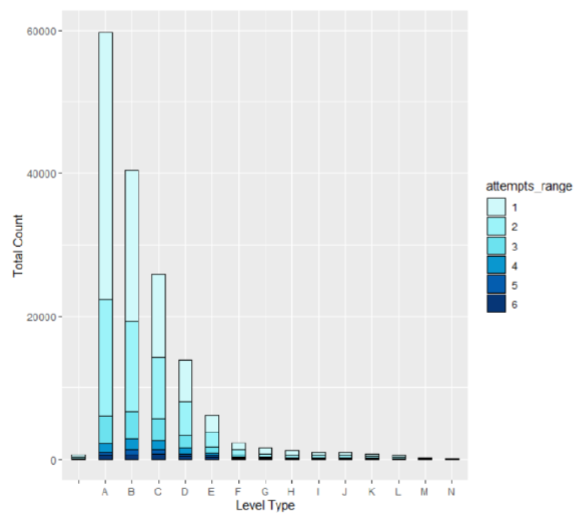 60000
40000
20000
0
Total Count
A B C D E F G H I J K L M N
Level Type
attempts_range
1
2
3
4
5
6